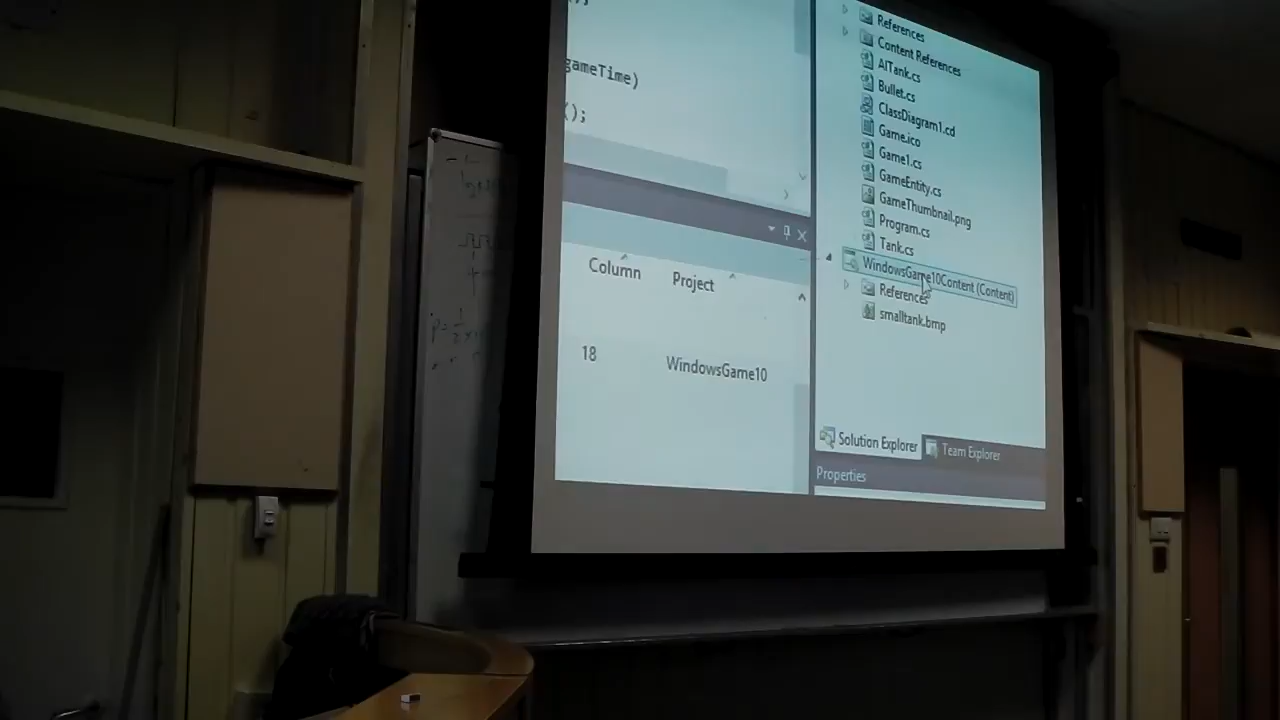 ();
gameTime)
();
Column Project
18 WindowsGame10
References
Content References
AITank.cs
Bullet.cs
ClassDiagram1.cd
Game.ico
Game1.cs
GameEntity.cs
GameThumbnail.png
Program.cs
Tank.cs
WindowsGame10Content (Content)
References
smalltank.bmp
Solution Explorer Team Explorer
Properties